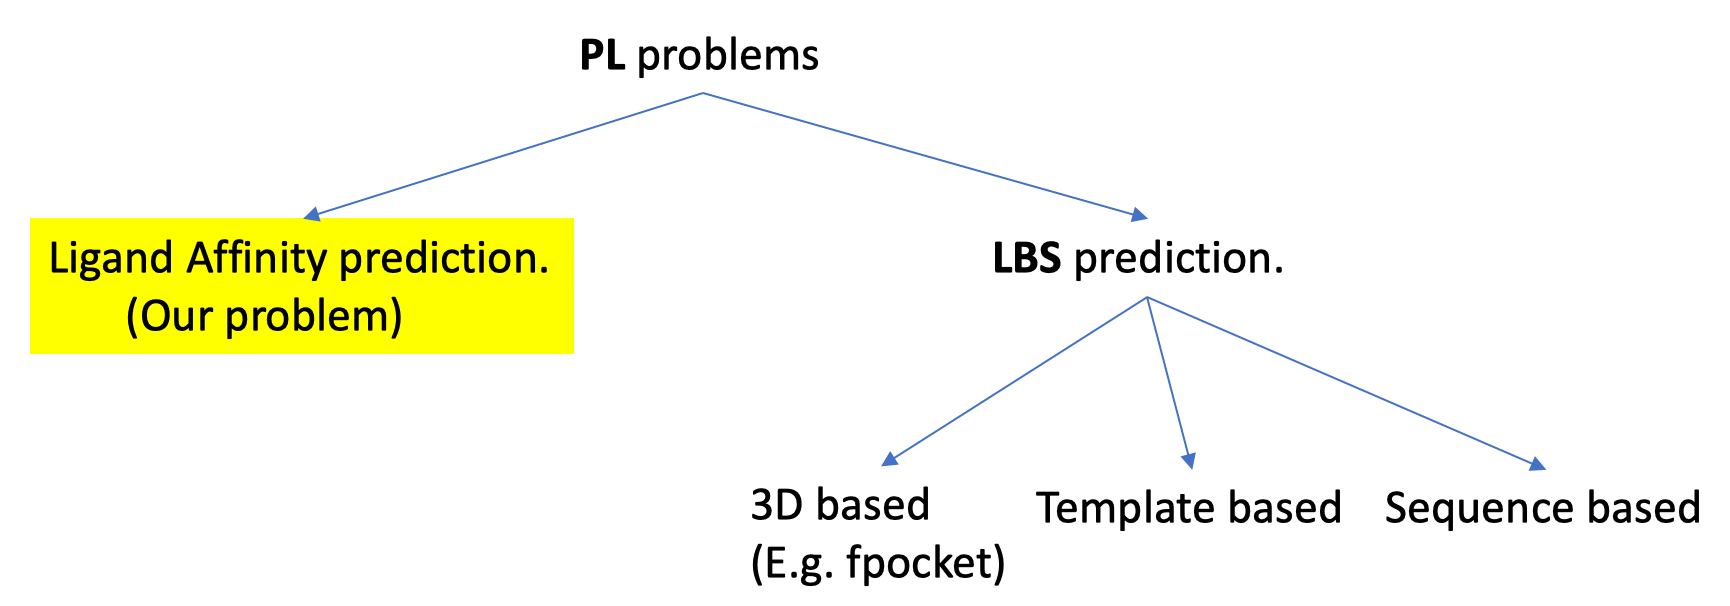 PL problems
Ligand Affinity prediction.
(Our problem)
LBS prediction.
3D based
(E.g. fpocket)
Template based
Sequence based